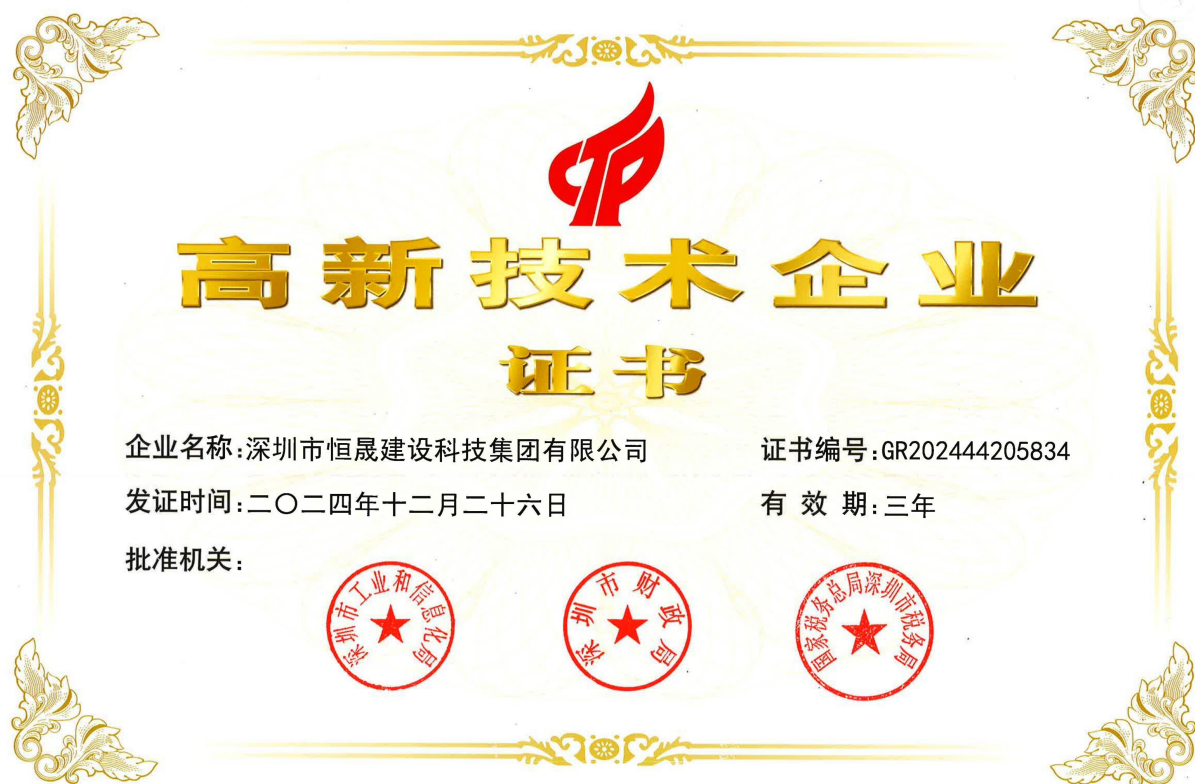 高新技术企业
证书
企业名称:深圳市恒晟建设科技集团有限公司
证书编号:GR202444205834
发证时间:二〇二四年十二月二十六日
有效期:三年
批准机关:
深圳市工业和信息化局
深圳市财政局
国家税务总局深圳市税务局